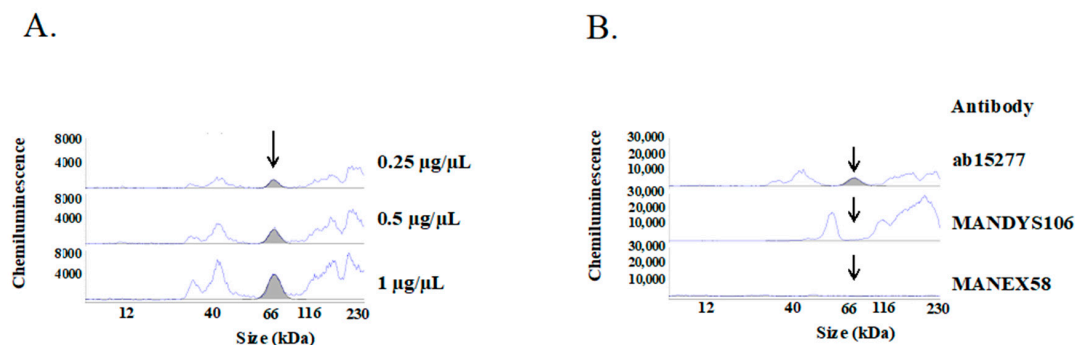 A.
Chemiluminescence
8000
4000
0.25 µg/µL
8000
4000
0.5 µg/µL
8000
4000
1 µg/µL
12 40 66 116 230
Size (kDa)
B.
Antibody
Chemiluminescence
30,000
20,000
10,000
ab15277
30,000
20,000
10,000
MANDYS106
30,000
20,000
10,000
MANEX58
12 40 66 116 230
Size (kDa)